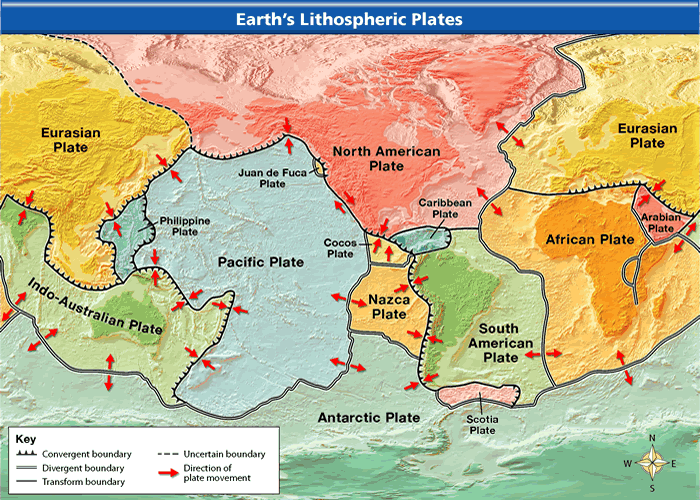 Earth's Lithospheric Plates
Eurasian
Plate
North American
Plate
Eurasian
Plate
Juan de Fuca
Plate
Philippine
Plate
Caribbean
Plate
Arabian
Plate
African Plate
Cocos
Plate
Pacific Plate
Indo-Australian Plate
Nazca
Plate
South
American
Plate
Antarctic Plate
Scotia
Plate
Key
Convergent boundary
Divergent boundary
Transform boundary
Uncertain boundary
Direction of
plate movement
N
W E
S